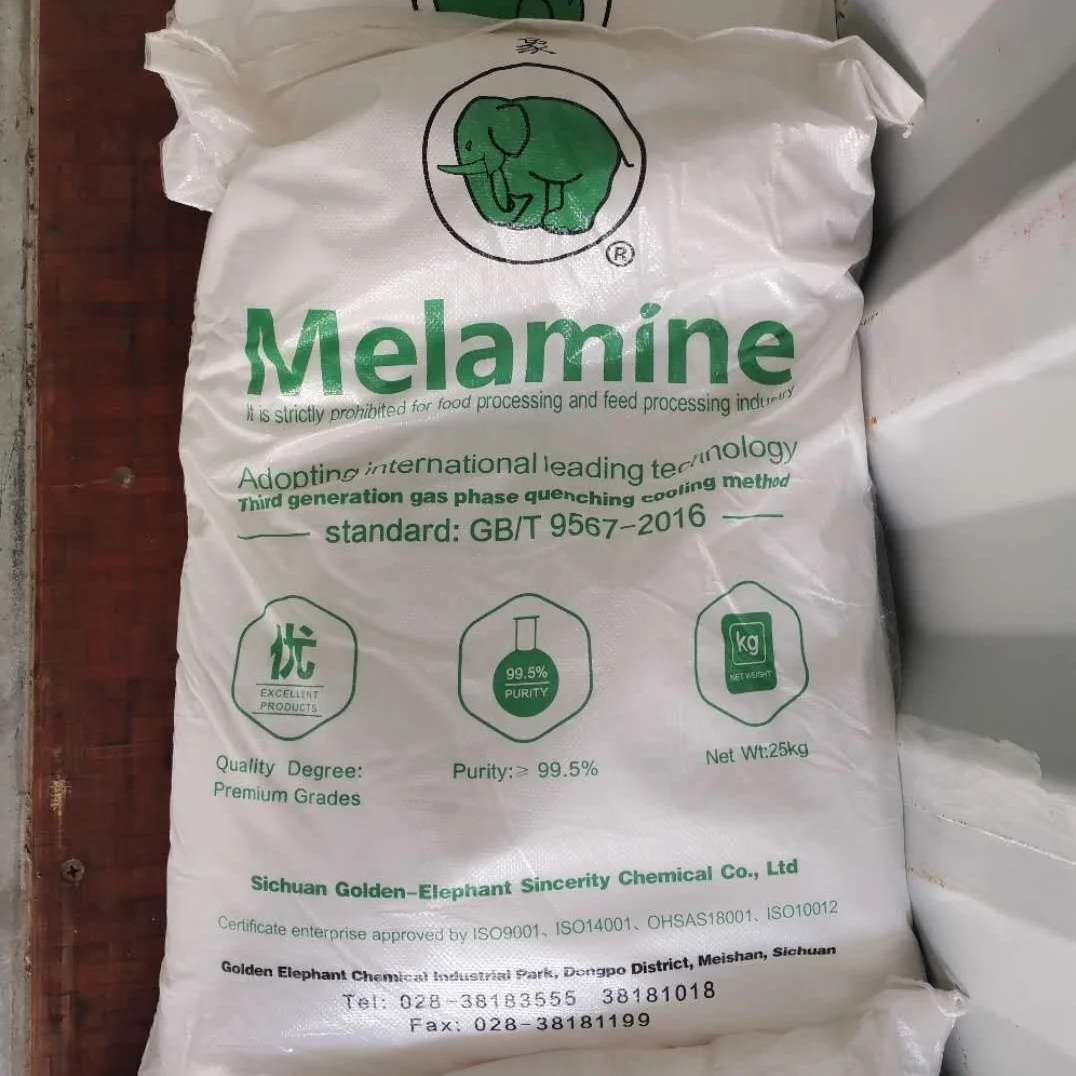 象
®
Melamine
It is strictly prohibited for food processing and feed processing industry
Adopting international leading technology
Third generation gas phase quenching cooling method
standard: GB/T 9567-2016
优
EXCELLENT
PRODUCTS
99.5%
PURITY
kg
NET WEIGHT
Quality Degree:
Premium Grades
Purity:≥ 99.5%
Net Wt:25kg
Sichuan Golden-Elephant Sincerity Chemical Co., Ltd
Certificate enterprise approved by ISO9001、ISO14001、OHSAS18001、ISO10012
Golden Elephant Chemical Industrial Park, Dongpo District, Meishan, Sichuan
Tel: 028-38183555 38181018
Fax: 028-38181199